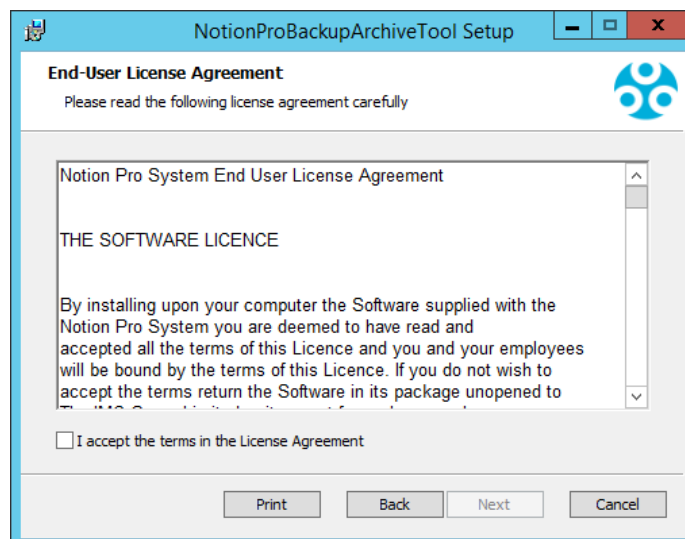 NotionProBackupArchiveTool Setup
End-User License Agreement
Please read the following license agreement carefully
Notion Pro System End User License Agreement
THE SOFTWARE LICENCE
By installing upon your computer the Software supplied with the
Notion Pro System you are deemed to have read and
accepted all the terms of this Licence and you and your employees
will be bound by the terms of this Licence. If you do not wish to
accept the terms return the Software in its package unopened to
I accept the terms in the License Agreement
Print
Back
Next
Cancel